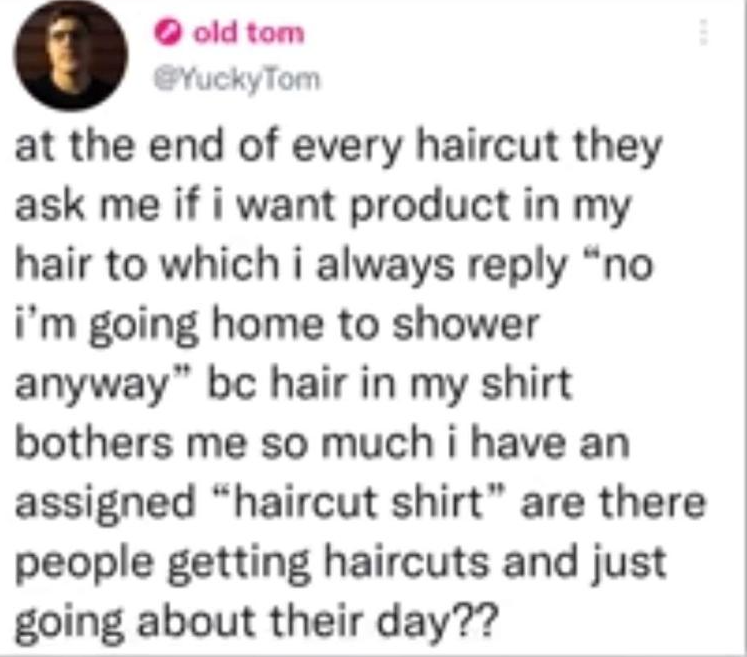 old tom
@YuckyTom
at the end of every haircut they
ask me if i want product in my
hair to which i always reply “no
i’m going home to shower
anyway” bc hair in my shirt
bothers me so much i have an
assigned “haircut shirt” are there
people getting haircuts and just
going about their day??